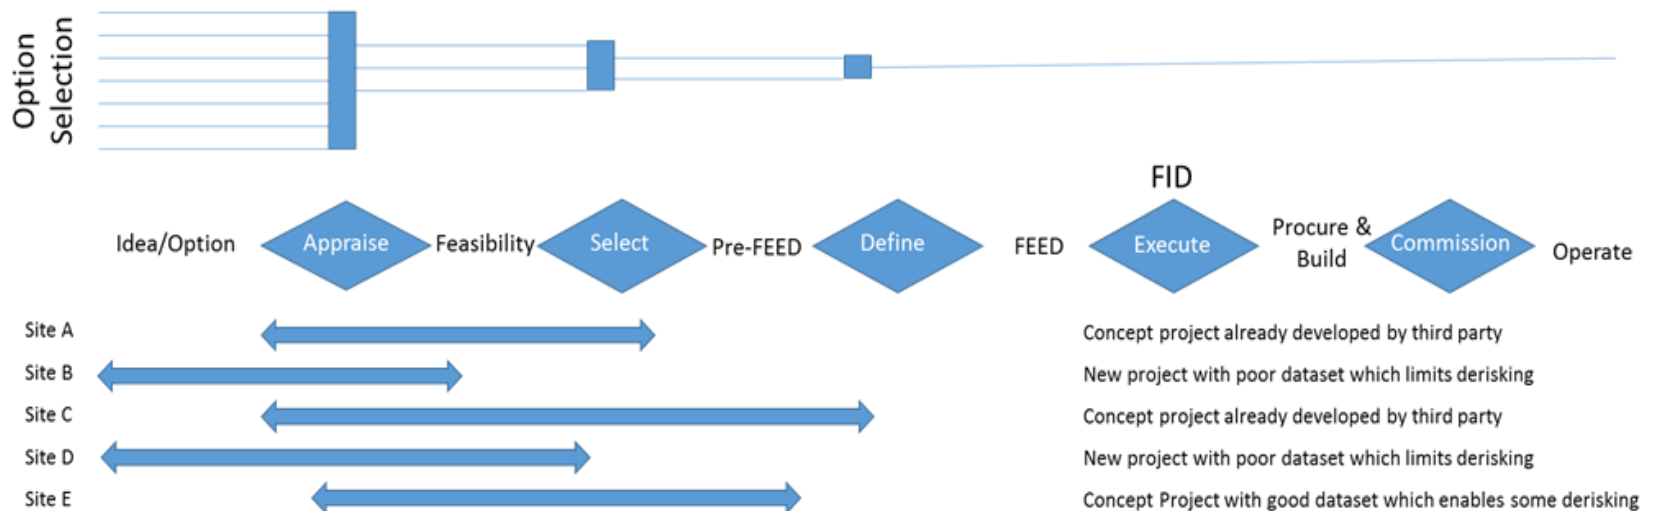 Option
Selection
FID
Idea/Option
Appraise
Feasibility
Select
Pre-FEED
Define
FEED
Execute
Procure &
Build
Commission
Operate
Site A
Concept project already developed by third party
Site B
New project with poor dataset which limits derisking
Site C
Concept project already developed by third party
Site D
New project with poor dataset which limits derisking
Site E
Concept Project with good dataset which enables some derisking